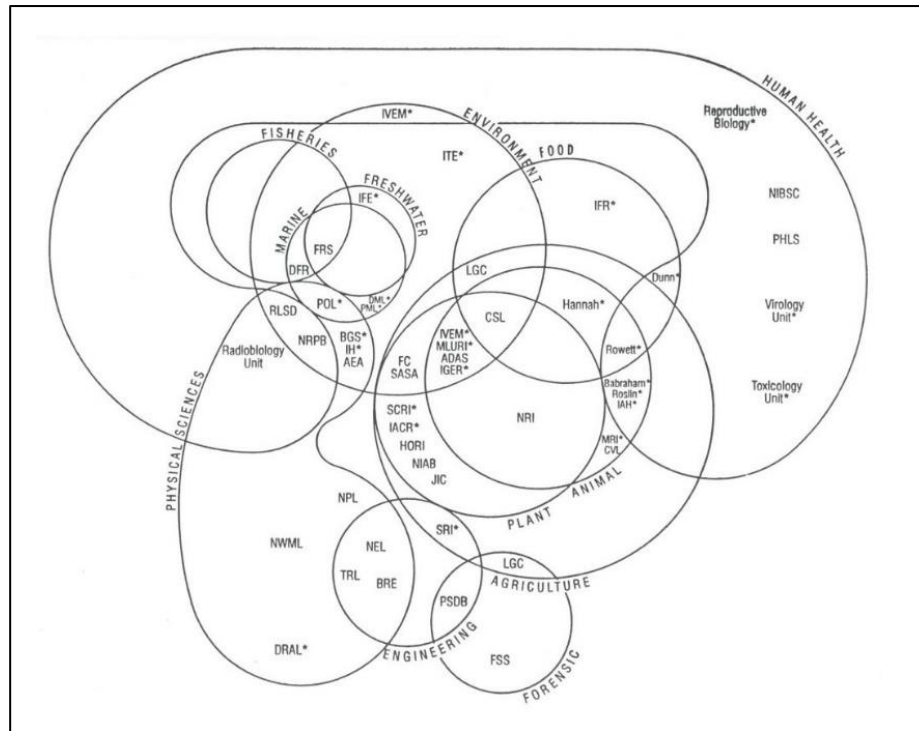 HUMAN HEALTH
IVEM*
ENVIRONMENT
Reproductive
Biology*
FISHERIES
ITE*
FOOD
FRESHWATER
IFE*
IFR*
NIBSC
MARINE
FRS
PHLS
DFR
LGC
Dunn*
POL*
DML*
PML*
RLSD
CSL
Hannah*
Virology
Unit*
NRPB
BGS*
IH*
AEA
IVEM*
MLURI*
ADAS
IGER*
Radiobiology
Unit
Rowett*
FC
SASA
Babraham*
Roslin*
IAH*
Toxicology
Unit*
PHYSICAL SCIENCES
SCRI*
IACR*
HORI
NIAB
JIC
NRI
MRI*
CVL
ANIMAL
PLANT
NPL
SRI*
NWML
NEL
LGC
AGRICULTURE
TRL
BRE
PSDB
ENGINEERING
DRAL*
FSS
FORENSIC